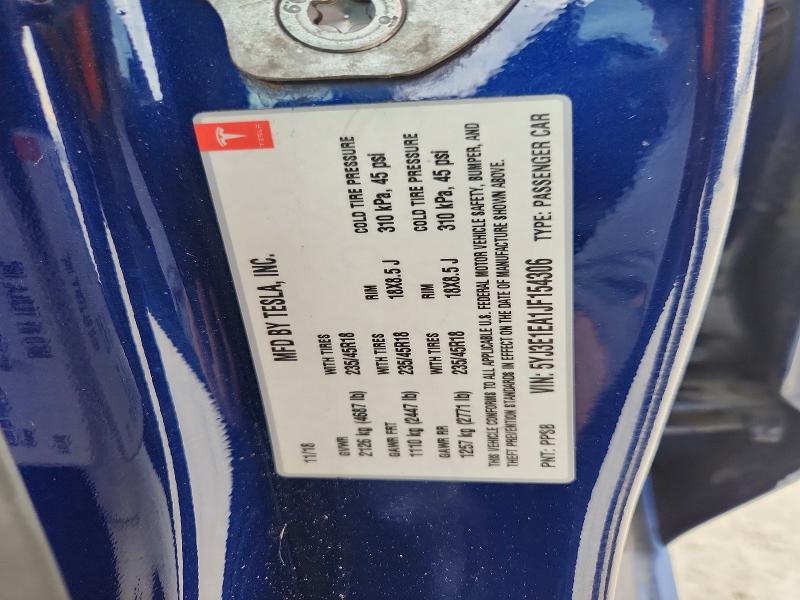 TESLA
MFD BY TESLA, INC.
11/18
GVWR WITH TIRES RIM COLD TIRE PRESSURE
2126 kg (4687 lb) 235/45R18 18X8.5 J 310 kPa, 45 psi
GAWR FRT WITH TIRES RIM COLD TIRE PRESSURE
1110 kg (2447 lb) 235/45R18 18X8.5 J 310 kPa, 45 psi
GAWR RR WITH TIRES
1257 kg (2771 lb) 235/45R18
THIS VEHICLE CONFORMS TO ALL APPLICABLE U.S. FEDERAL MOTOR VEHICLE SAFETY, BUMPER, AND
THEFT PREVENTION STANDARDS IN EFFECT ON THE DATE OF MANUFACTURE SHOWN ABOVE.
PNT: PPSB VIN: 5YJ3E1EA1JF154306 TYPE: PASSENGER CAR